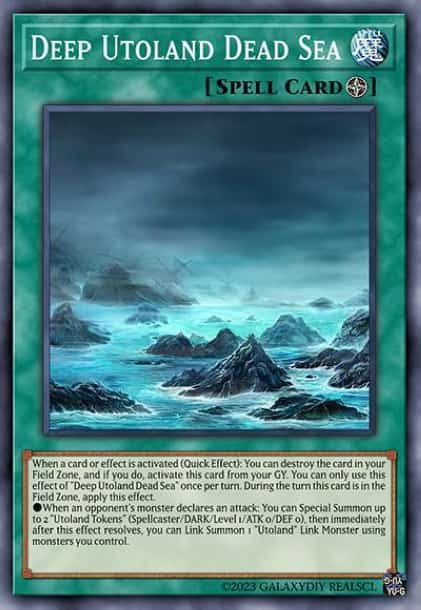 DEEP UTOLAND DEAD SEA 魔
[SPELL CARD ]
When a card or effect is activated (Quick Effect): You can destroy the card in your
Field Zone, and if you do, activate this card from your GY. You can only use this
effect of "Deep Utoland Dead Sea" once per turn. During the turn this card is in the
Field Zone, apply this effect.
●When an opponent's monster declares an attack: You can Special Summon up
to 2 "Utoland Tokens" (Spellcaster/DARK/Level 1/ATK 0/DEF 0), then immediately
after this effect resolves, you can Link Summon 1 "Utoland" Link Monster using
monsters you control.
©2023 GALAXYDIY REALSCL